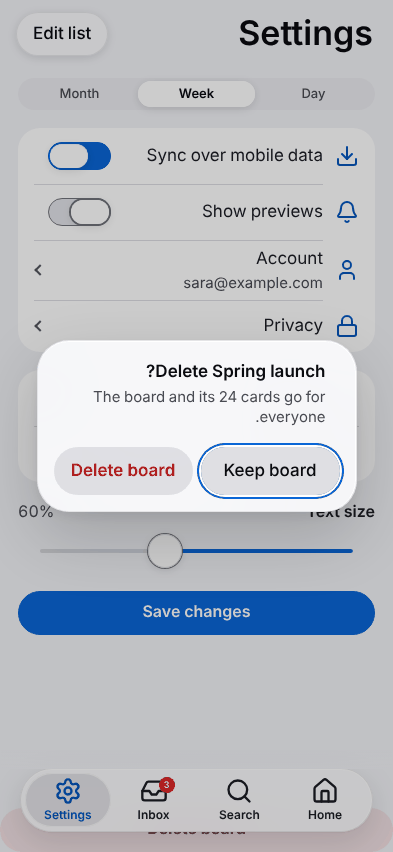 Settings
Edit list
Day
Week
Month
Sync over mobile data
Show previews
Account
sara@example.com
Privacy
?Delete Spring launch
The board and its 24 cards go for
.everyone
Keep board
Delete board
Text size
60%
Save changes
Home
Search
Inbox
3
Settings
Delete board